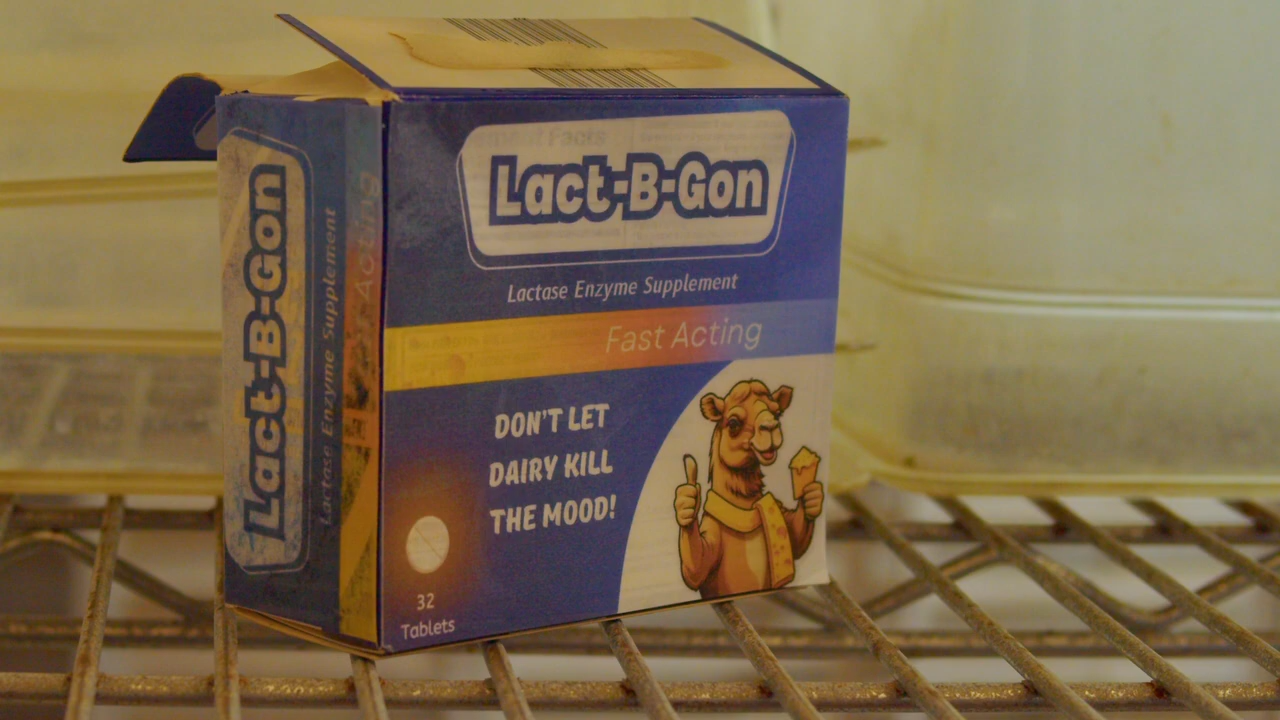 Lact-B-Gon
Lactase Enzyme Supplement
Fast Acting
DON'T LET
DAIRY KILL
THE MOOD!
32
Tablets
Lact-B-Gon
Lactase Enzyme Supplement
Acting